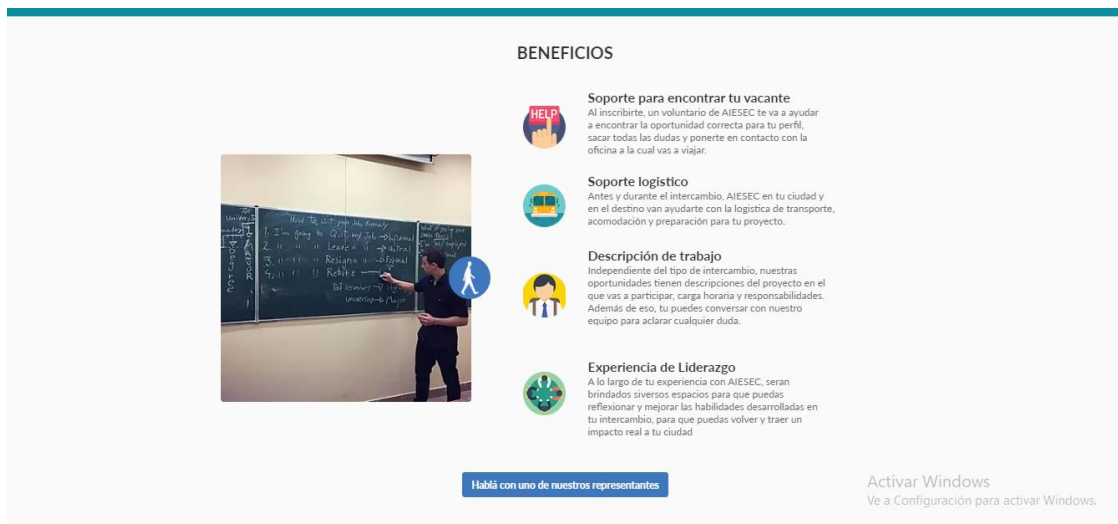 BENEFICIOS
HELP
Soporte para encontrar tu vacante
Al inscribirte, un voluntario de AIESEC te va a ayudar
a encontrar la oportunidad correcta para tu perfil,
sacar todas las dudas y ponerte en contacto con la
oficina a la cual vas a viajar.
Soporte logistico
Antes y durante el intercambio, AIESEC en tu ciudad y
en el destino van ayudarte con la logistica de transporte,
acomodación y preparación para tu proyecto.
Descripción de trabajo
Independiente del tipo de intercambio, nuestras
oportunidades tienen descripciones del proyecto en el
que vas a participar, carga horaria y responsabilidades.
Además de eso, tu puedes conversar con nuestro
equipo para aclarar cualquier duda.
Experiencia de Liderazgo
A lo largo de tu experiencia con AIESEC, seran
brindados siversos espacios para que puedas
reflexionar y mejorar las habilidades desarrolladas en
tu intercambio, para que puedas volver y traer un
impacto real a tu ciudad
How to Quit your Job formally
1. I'm going to Quit my Job → Informal
2. " " " Leave " " → Neutral
3. " " " Resign " " → Formal
4. " " " Retire
Hablá con uno de nuestros representantes
Activar Windows
Ve a Configuración para activar Windows.